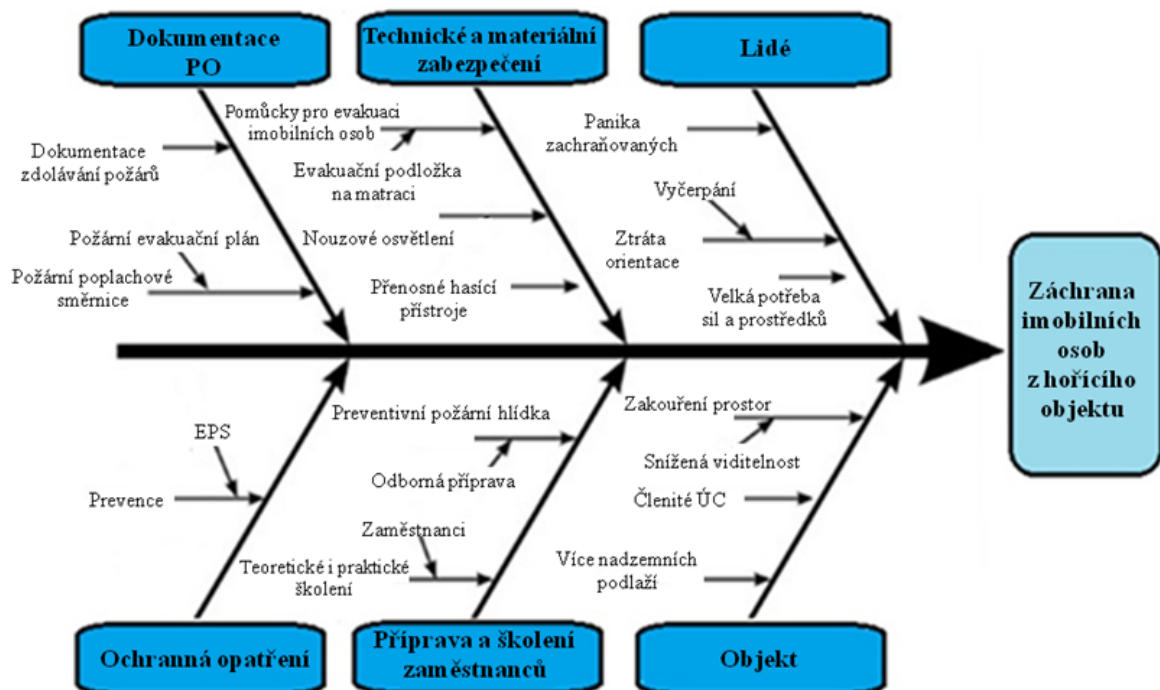 Dokumentace
PO
Technické a materiální
zabezpečení
Lidé
Pomůcky pro evakuaci
imobilních osob
Panika
zachraňovaných
Dokumentace
zdolávání požárů
Evakuační podložka
na matraci
Vyčerpání
Požární evakuační plán
Nouzové osvětlení
Ztráta
orientace
Požární poplachové
směrnice
Přenosné hasící
přístroje
Velká potřeba
sil a prostředků
Záchrana
imobilních
osob
z hořícího
objektu
Preventivní požární hlídka
Zakouření prostor
EPS
Odborná příprava
Snížená viditelnost
Prevence
Členité ÚC
Zaměstnanci
Teoretické i praktické
školení
Více nadzemních
podlaží
Ochranná opatření
Příprava a školení
zaměstnanců
Objekt